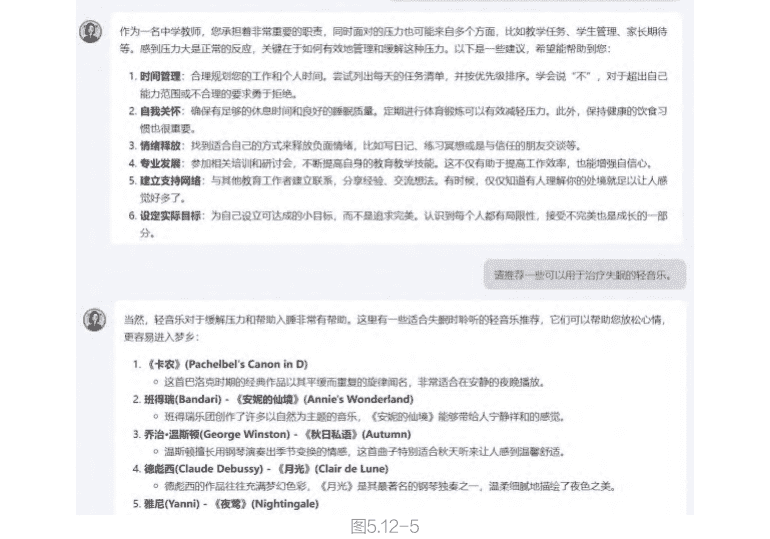 作为一名中学教师，您承担着非常重要的职责，同时面对的压力也可能来自多个方面，比如教学任务、学生管理、家长期待
等。感到压力大是正常的反应，关键在于如何有效地管理和缓解这种压力。以下是一些建议，希望能帮助到您：
1. 时间管理：合理规划您的工作和个人时间。尝试列出每天的任务清单，并按优先级排序。学会说“不”，对于超出自己
能力范围或不合理的要求勇于拒绝。
2. 自我关怀：确保有足够的休息时间和良好的睡眠质量。定期进行体育锻炼可以有效减轻压力。此外，保持健康的饮食习
惯也很重要。
3. 情绪释放：找到适合自己的方式来释放负面情绪，比如写日记、练习冥想或是与信任的朋友交谈等。
4. 专业发展：参加相关培训和研讨会，不断提高自身的教育教学技能。这不仅有助于提高工作效率，也能增强自信心。
5. 建立支持网络：与其他教育工作者建立联系，分享经验、交流想法。有时候，仅仅知道有人理解你的处境就足以让人感
觉好多了。
6. 设定实际目标：为自己设立可达成的小目标，而不是追求完美。认识到每个人都有局限性，接受不完美也是成长的一部
分。
请推荐一些可以用于治疗失眠的轻音乐。
当然，轻音乐对于缓解压力和帮助入睡非常有帮助。这里有一些适合失眠时聆听的轻音乐推荐，它们可以帮助您放松心情，
更容易进入梦乡：
1. 《卡农》(Pachelbel's Canon in D)
◦ 这首巴洛克时期的经典作品以其平缓而重复的旋律闻名，非常适合在安静的夜晚播放。
2. 班得瑞(Bandari) - 《安妮的仙境》(Annie's Wonderland)
◦ 班得瑞乐团创作了许多以自然为主题的音乐，《安妮的仙境》能够带给人宁静祥和的感觉。
3. 乔治·温斯顿(George Winston) - 《秋日私语》(Autumn)
◦ 温斯顿擅长用钢琴演奏出季节变换的情感，这首曲子特别适合秋天听来让人感到温馨舒适。
4. 德彪西(Claude Debussy) - 《月光》(Clair de Lune)
◦ 德彪西的作品往往充满梦幻色彩，《月光》是其最著名的钢琴独奏之一，温柔细腻地描绘了夜色之美。
5. 雅尼(Yanni) - 《夜莺》(Nightingale)
图5.12-5